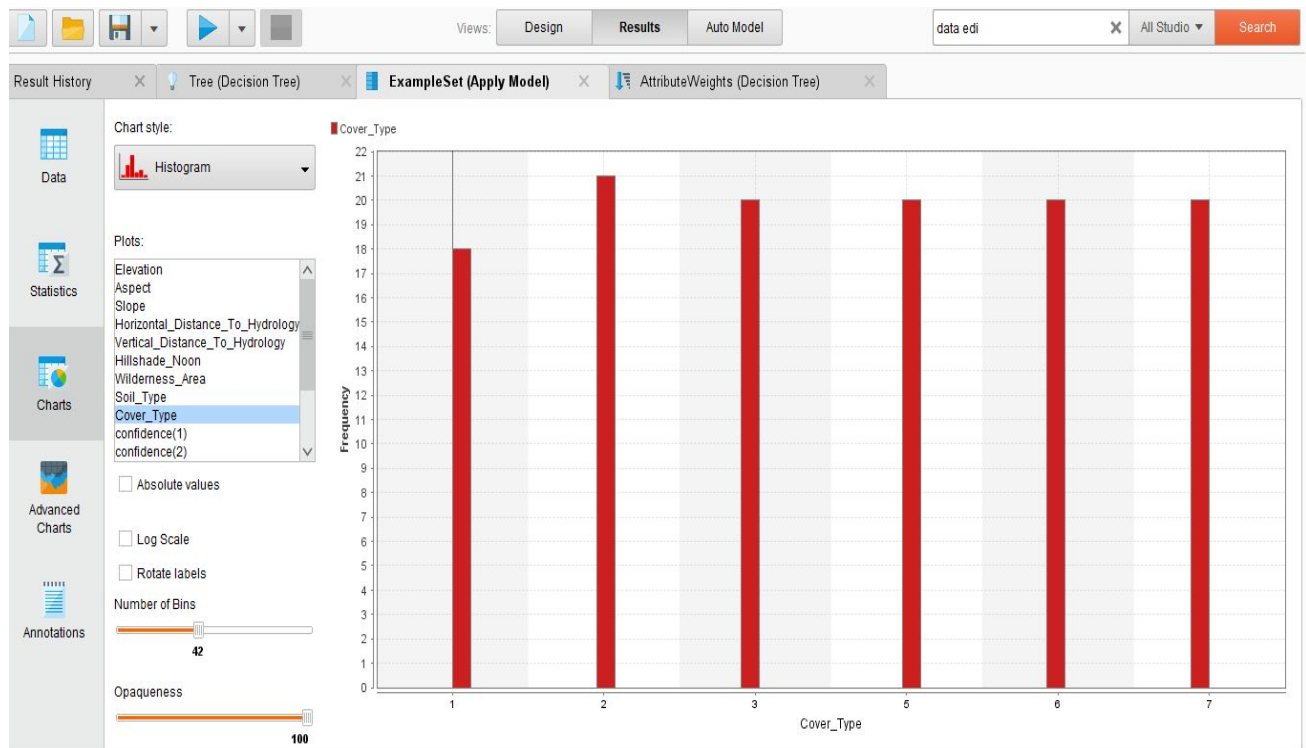 Views: Design Results Auto Model data edi All Studio Search
Result History Tree (Decision Tree) ExampleSet (Apply Model) AttributeWeights (Decision Tree)
Data
Statistics
Charts
Advanced
Charts
Annotations
Chart style:
Histogram
Plots:
Elevation
Aspect
Slope
Horizontal_Distance_To_Hydrology
Vertical_Distance_To_Hydrology
Hillshade_Noon
Wilderness_Area
Soil_Type
Cover_Type
confidence(1)
confidence(2)
Absolute values
Log Scale
Rotate labels
Number of Bins
42
Opaqueness
100
Cover_Type
22
21
20
19
18
17
16
15
14
13
12
11
10
9
8
7
6
5
4
3
2
1
0
Frequency
1 2 3 5 6 7
Cover_Type